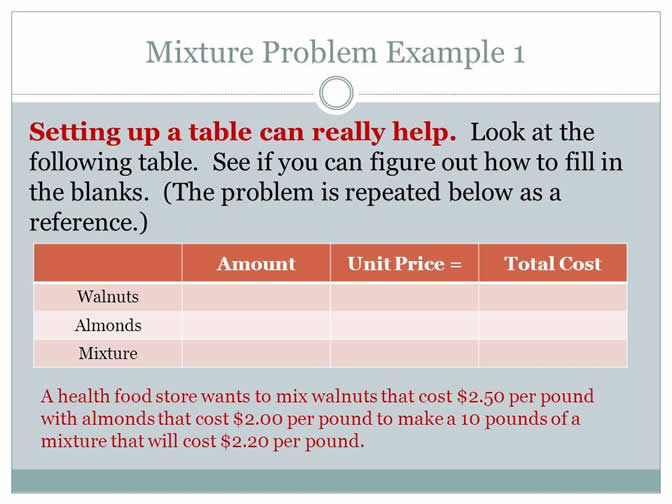 Mixture Problem Example 1
Setting up a table can really help. Look at the
following table. See if you can figure out how to fill in
the blanks. (The problem is repeated below as a
reference.)
Amount Unit Price = Total Cost
Walnuts
Almonds
Mixture
A health food store wants to mix walnuts that cost $2.50 per pound
with almonds that cost $2.00 per pound to make a 10 pounds of a
mixture that will cost $2.20 per pound.